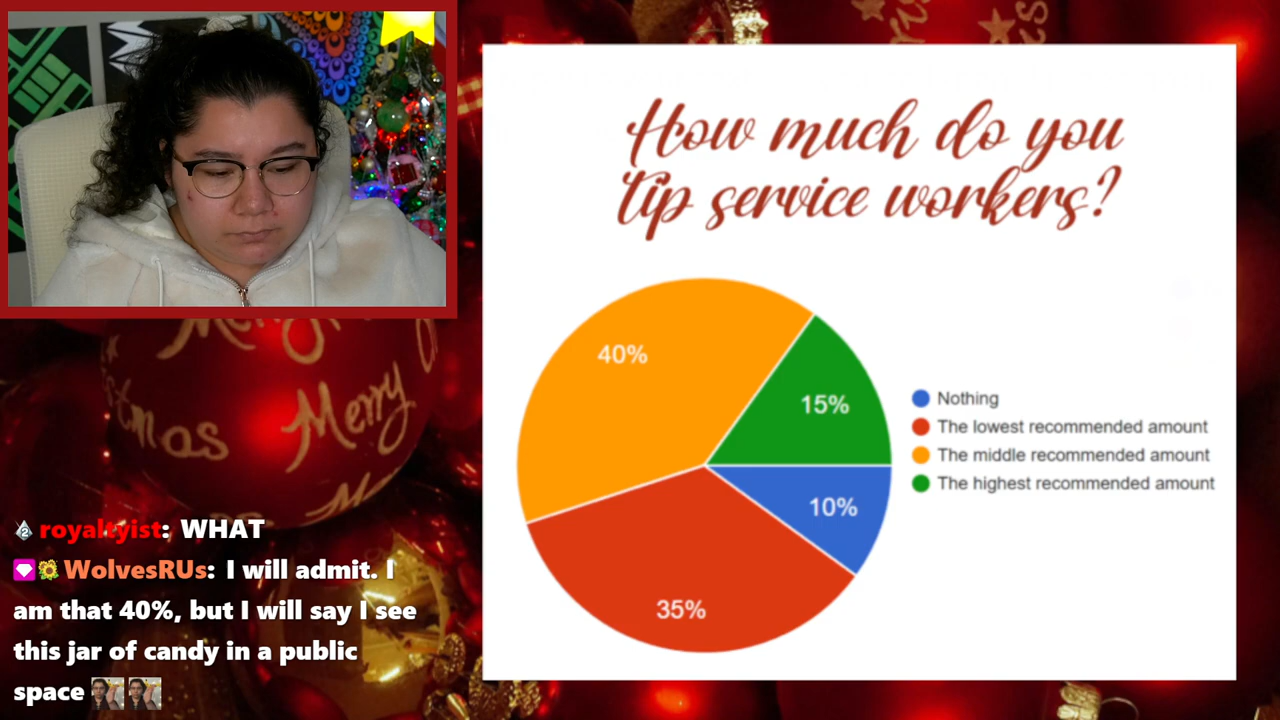 How much do you
tip service workers?
40%
15%
10%
35%
Nothing
The lowest recommended amount
The middle recommended amount
The highest recommended amount
Merry
Merry
royaltyist: WHAT
WolvesRUs: I will admit. I
am that 40%, but I will say I see
this jar of candy in a public
space